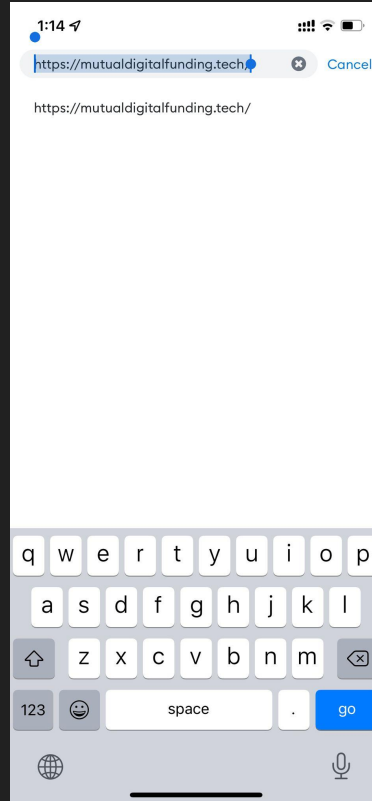 1:14
https://mutualdigitalfunding.tech/
Cancel
https://mutualdigitalfunding.tech/
q w e r t y u i o p
a s d f g h j k l
z x c v b n m
123 space . go